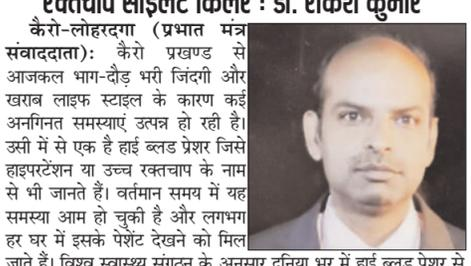 रक्तचाप साइलेंट किलर : डॉ. राकेश कुमार
कैरो-लोहरदगा (प्रभात मंत्र
संवाददाता): कैरो प्रखण्ड से
आजकल भाग-दौड़ भरी जिंदगी और
खराब लाइफ स्टाइल के कारण कई
अनगिनत समस्याएं उत्पन्न हो रही है।
उसी में से एक है हाई ब्लड प्रेशर जिसे
हाइपरटेंशन या उच्च रक्तचाप के नाम
से भी जानते हैं। वर्तमान समय में यह
समस्या आम हो चुकी है और लगभग
हर घर में इसके पेशेंट देखने को मिल
जाते हैं। विश्व स्वास्थ्य संगठन के अनुसार दुनिया भर में हाई ब्लड प्रेशर से